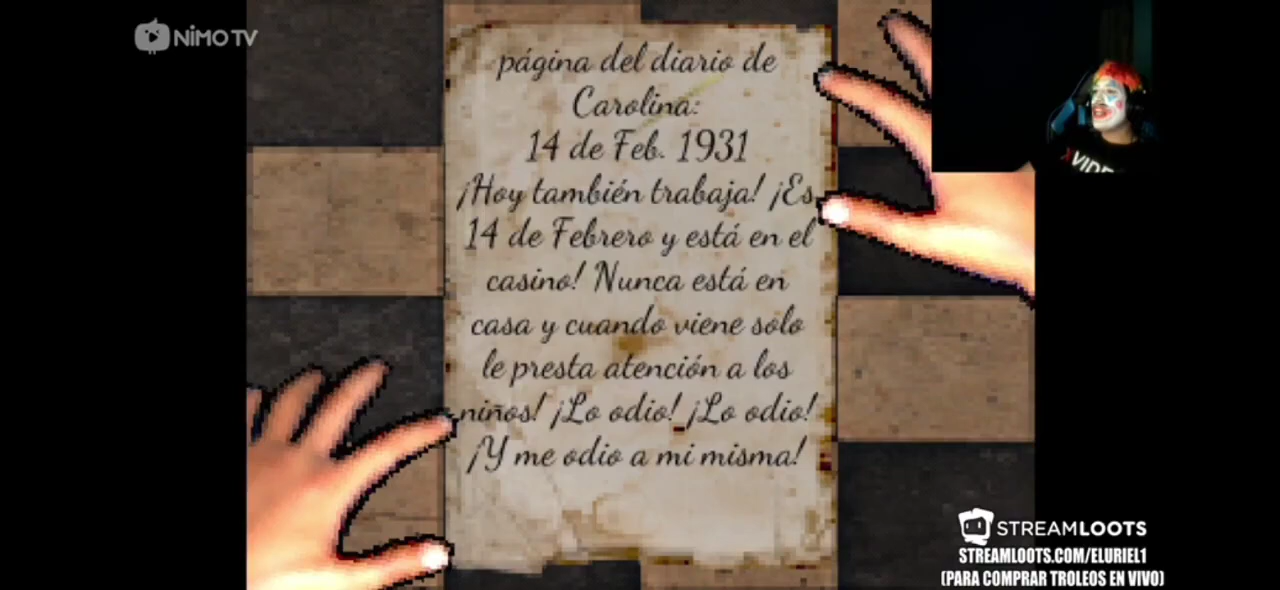 NiMO TV
página del diario de
Carolina:
14 de Feb. 1931
¡Hoy también trabaja! ¡Es
14 de Febrero y está en el
casino! Nunca está en
casa y cuando viene solo
le presta atención a los
niños! ¡Lo odio! ¡Lo odio!
¡Y me odio a mi misma!
XVIDE
STREAMLOOTS
STREAMLOOTS.COM/ELURIEL1
(PARA COMPRAR TROLEOS EN VIVO)